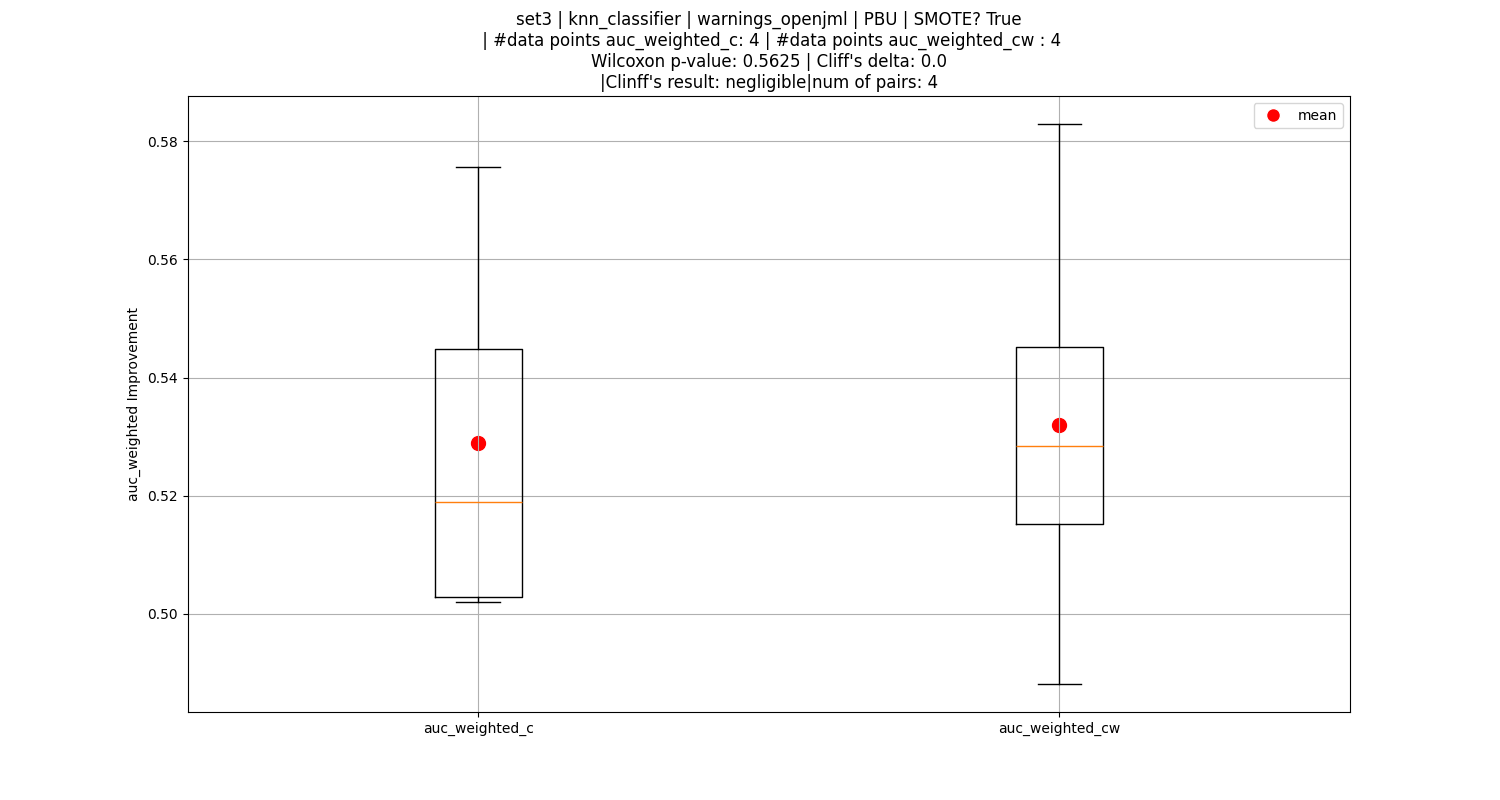 set3 | knn_classifier | warnings_openjml | PBU | SMOTE? True
| #data points auc_weighted_c: 4 | #data points auc_weighted_cw : 4
Wilcoxon p-value: 0.5625 | Cliff's delta: 0.0
|Clinff's result: negligible|num of pairs: 4
mean
auc_weighted Improvement
0.58
0.56
0.54
0.52
0.50
auc_weighted_c
auc_weighted_cw